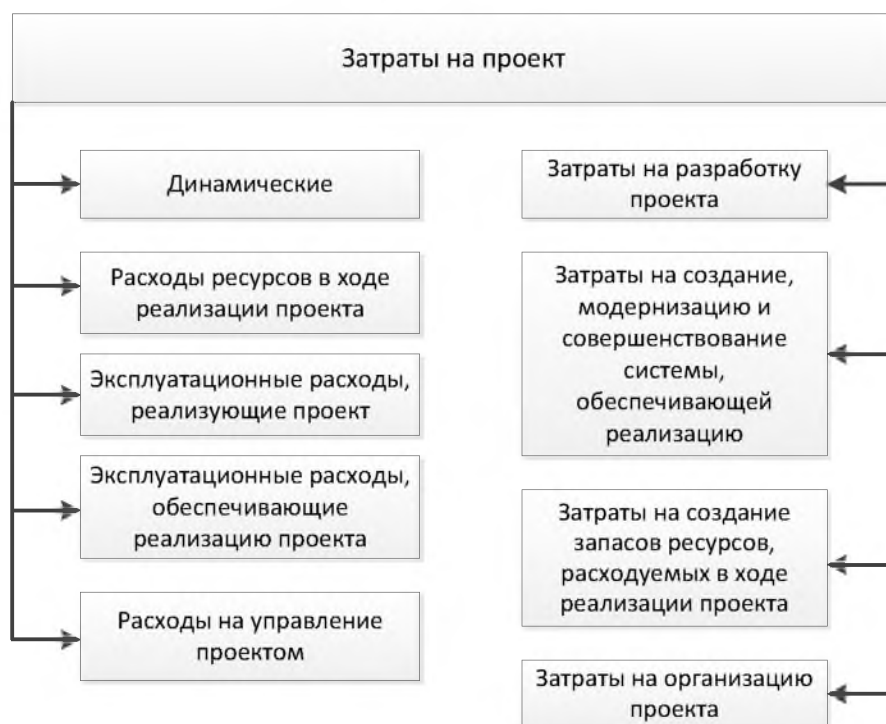 Затраты на проект
Динамические
Расходы ресурсов в ходе
реализации проекта
Эксплуатационные расходы,
реализующие проект
Эксплуатационные расходы,
обеспечивающие
реализацию проекта
Расходы на управление
проектом
Затраты на разработку
проекта
Затраты на создание,
модернизацию и
совершенствование
системы,
обеспечивающей
реализацию
Затраты на создание
запасов ресурсов,
расходуемых в ходе
реализации проекта
Затраты на организацию
проекта